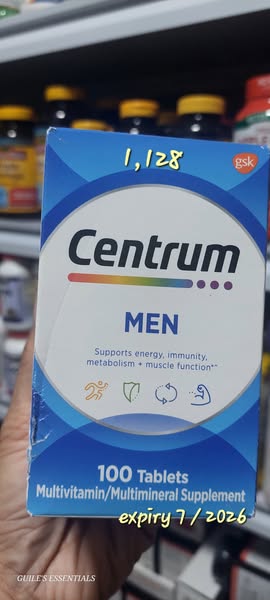 1,128
gsk
Centrum
MEN
Supports energy, immunity,
metabolism + muscle function*^
100 Tablets
Multivitamin/Multimineral Supplement
expiry 7 / 2026
GUILE'S ESSENTIALS